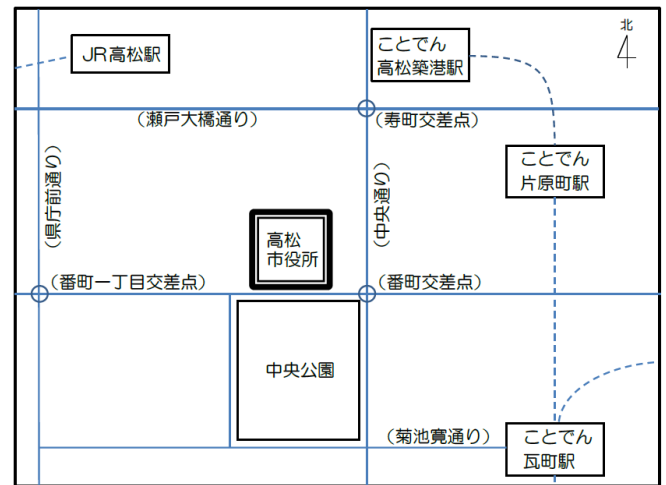 北
JR高松駅
ことでん
高松築港駅
（瀬戸大橋通り）
（寿町交差点）
ことでん
片原町駅
（県庁前通り）
（中央通り）
高松
市役所
（番町一丁目交差点）
（番町交差点）
中央公園
（菊池寛通り）
ことでん
瓦町駅